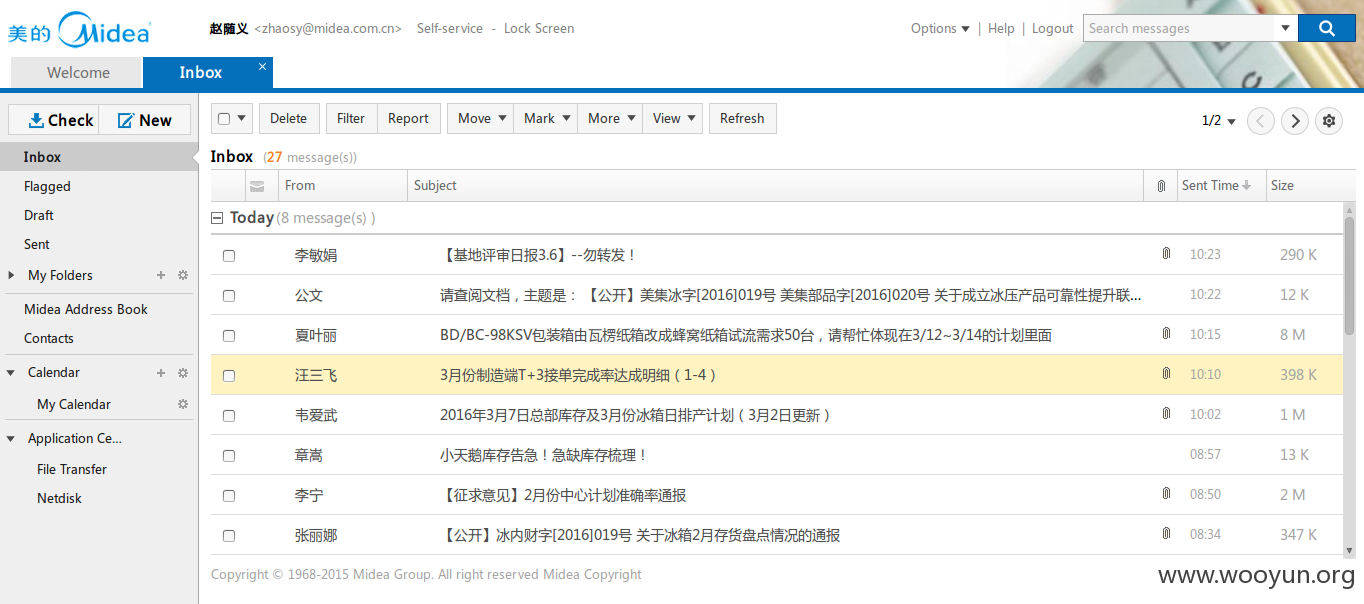 美的 Midea
赵蓢义 <zhaosy@midea.com.cn> Self-service - Lock Screen
Options | Help | Logout Search messages
Welcome Inbox
Check New
Inbox
Flagged
Draft
Sent
My Folders
Midea Address Book
Contacts
Calendar
My Calendar
Application Ce...
File Transfer
Netdisk
Delete Filter Report Move Mark More View Refresh 1/2
Inbox (27 message(s))
From Subject Sent Time Size
Today (8 message(s) )
李敏娟 【基地评审日报3.6】--勿转发！ 10:23 290 K
公文 请查阅文档，主题是： 【公开】美集冰字[2016]019号 美集部品字[2016]020号 关于成立冰压产品可靠性提升联... 10:22 12 K
夏叶丽 BD/BC-98KSV包装箱由瓦楞纸箱改成蜂窝纸箱试流需求50台，请帮忙体现在3/12~3/14的计划里面 10:15 8 M
汪三飞 3月份制造端T+3接单完成率达成明细（1-4） 10:10 398 K
韦爱武 2016年3月7日总部库存及3月份冰箱日排产计划（3月2日更新） 10:02 1 M
章嵩 小天鹅库存告急！急缺库存梳理！ 08:57 13 K
李宁 【征求意见】2月份中心计划准确率通报 08:50 2 M
张丽娜 【公开】冰内财字[2016]019号 关于冰箱2月存货盘点情况的通报 08:34 347 K
Copyright © 1968-2015 Midea Group. All right reserved Midea Copyright
www.wooyun.org